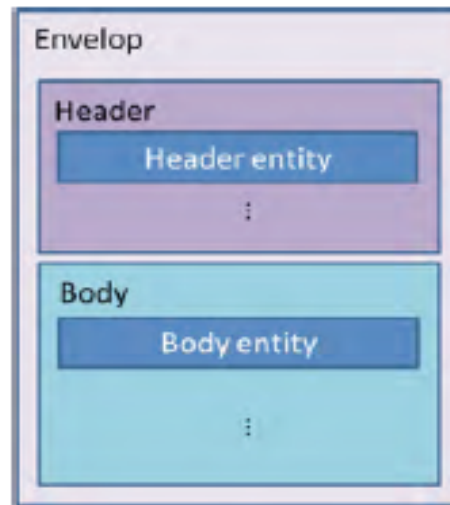 Envelop
Header
Header entity
⋮
Body
Body entity
⋮